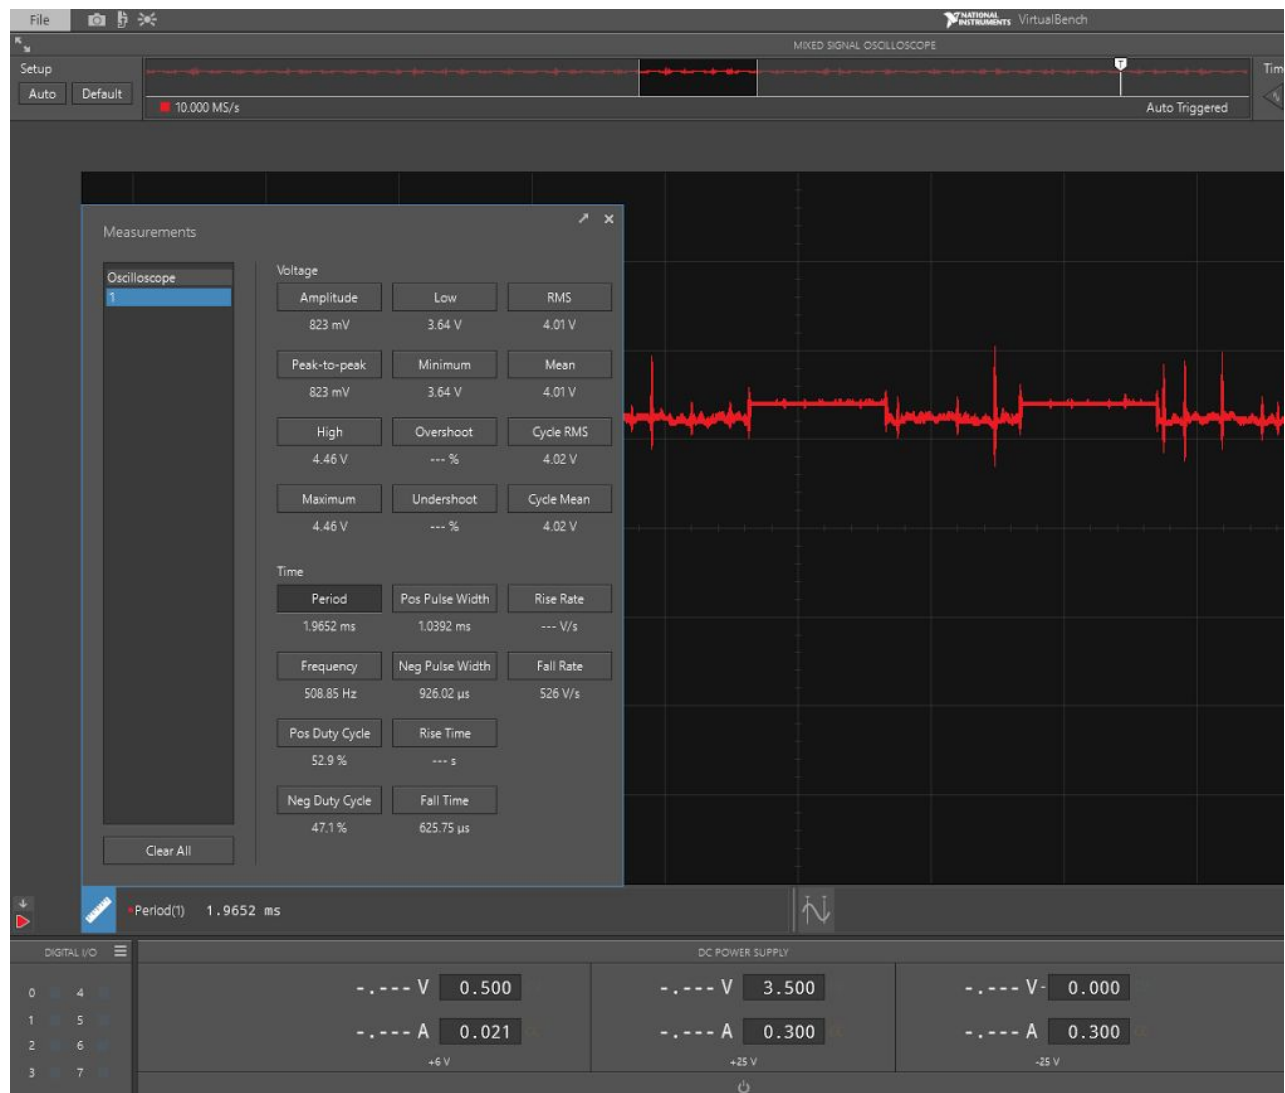 File
NATIONAL INSTRUMENTS VirtualBench
MIXED SIGNAL OSCILLOSCOPE
Setup
Auto Default
T
Tim
10.000 MS/s
Auto Triggered
Measurements
Oscilloscope
1
Voltage
Amplitude Low RMS
823 mV 3.64 V 4.01 V
Peak-to-peak Minimum Mean
823 mV 3.64 V 4.01 V
High Overshoot Cycle RMS
4.46 V --- % 4.02 V
Maximum Undershoot Cycle Mean
4.46 V --- % 4.02 V
Time
Period Pos Pulse Width Rise Rate
1.9652 ms 1.0392 ms --- V/s
Frequency Neg Pulse Width Fall Rate
508.85 Hz 926.02 µs 526 V/s
Pos Duty Cycle Rise Time
52.9 % --- s
Neg Duty Cycle Fall Time
47.1 % 625.75 µs
Clear All
Period(1) 1.9652 ms
DIGITAL I/O
DC POWER SUPPLY
0 4
1 5
2 6
3 7
-.--- V 0.500
-.--- A 0.021
+6 V
-.--- V 3.500
-.--- A 0.300
+25 V
-.--- V - 0.000
-.--- A 0.300
-25 V